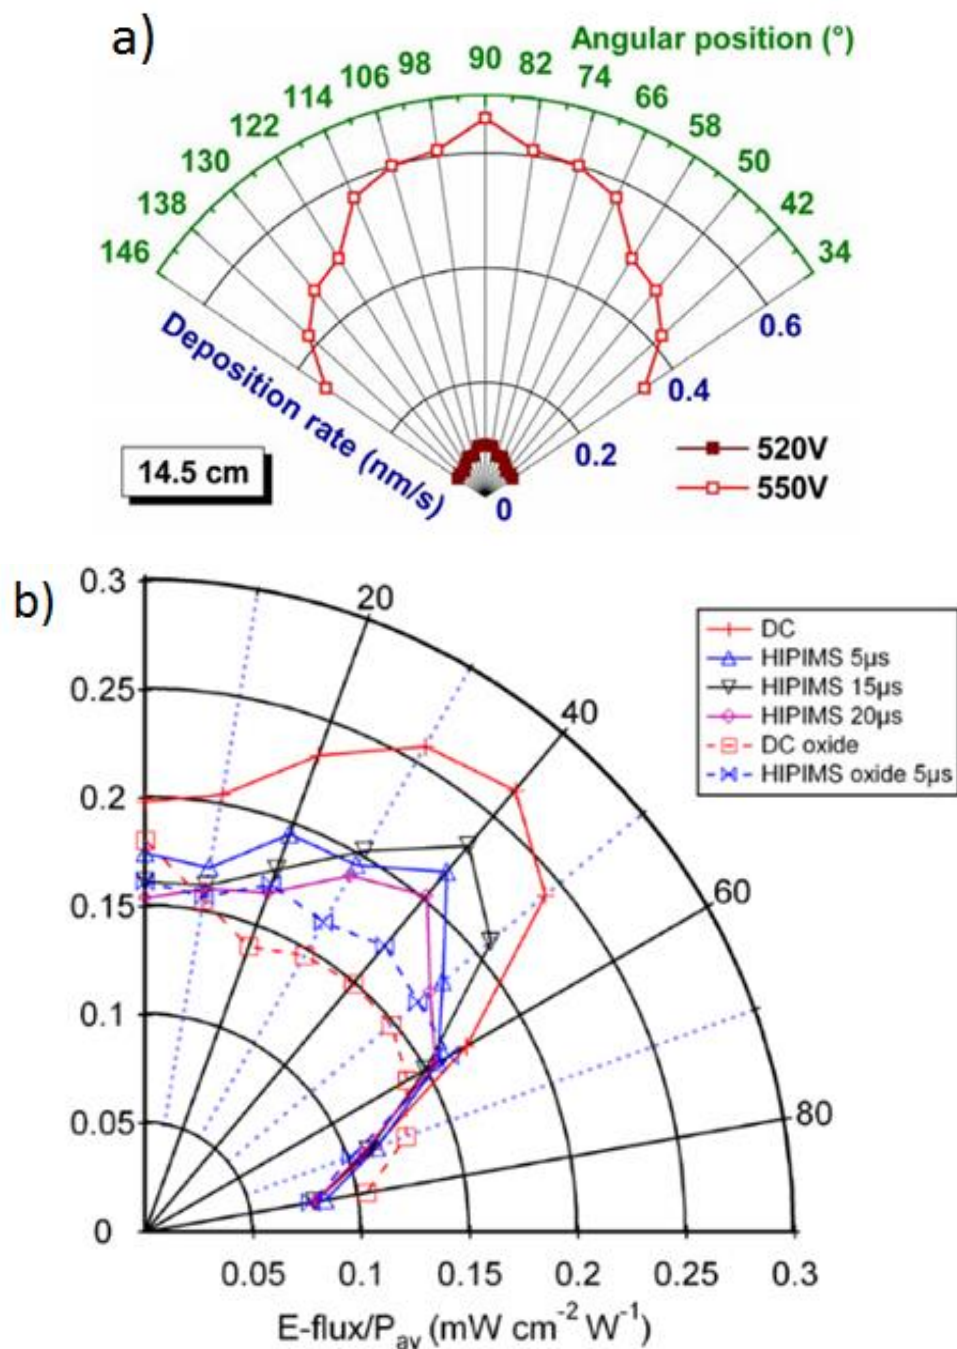 a)
Angular position (°)
146 138 130 122 114 106 98 90 82 74 66 58 50 42 34
Deposition rate (nm/s)
0 0.2 0.4 0.6
14.5 cm
520V
550V
b)
0.3
0.25
0.2
0.15
0.1
0.05
0
20
40
60
80
DC
HIPIMS 5µs
HIPIMS 15µs
HIPIMS 20µs
DC oxide
HIPIMS oxide 5µs
0.05 0.1 0.15 0.2 0.25 0.3
E-flux/P_av (mW cm⁻² W⁻¹)